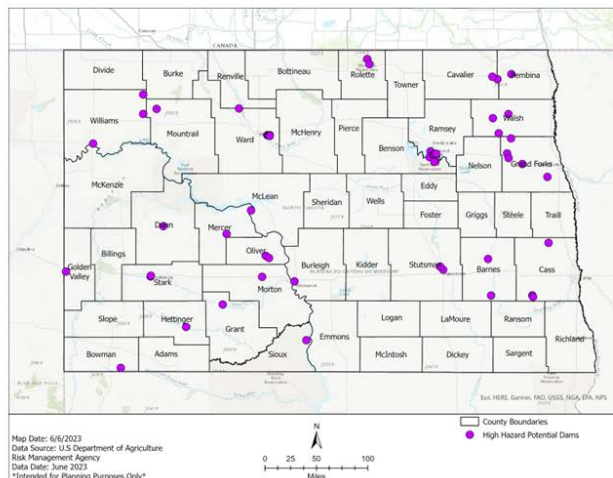 CANADA
Divide
Burke
Renville
Bottineau
Rolette
Towner
Cavalier
Pembina
Williams
Mountrail
Ward
McHenry
Pierce
Benson
Ramsey
Walsh
Nelson
Grand Forks
McKenzie
McLean
Sheridan
Wells
Eddy
Foster
Griggs
Steele
Traill
Dunn
Mercer
Oliver
Billings
Golden
Valley
Stark
Morton
Burleigh
Kidder
Stutsman
Barnes
Cass
Slope
Hettinger
Grant
Emmons
Logan
LaMoure
Ransom
Richland
Bowman
Adams
Sioux
McIntosh
Dickey
Sargent
Esri, HERE, Garmin, FAO, USGS, NGA, EPA, NPS
Map Date: 6/6/2023
Data Source: U.S Department of Agriculture
Risk Management Agency
Data Date: June 2023
*Intended for Planning Purposes Only*
N
0 25 50 100
Miles
County Boundaries
High Hazard Potential Dams